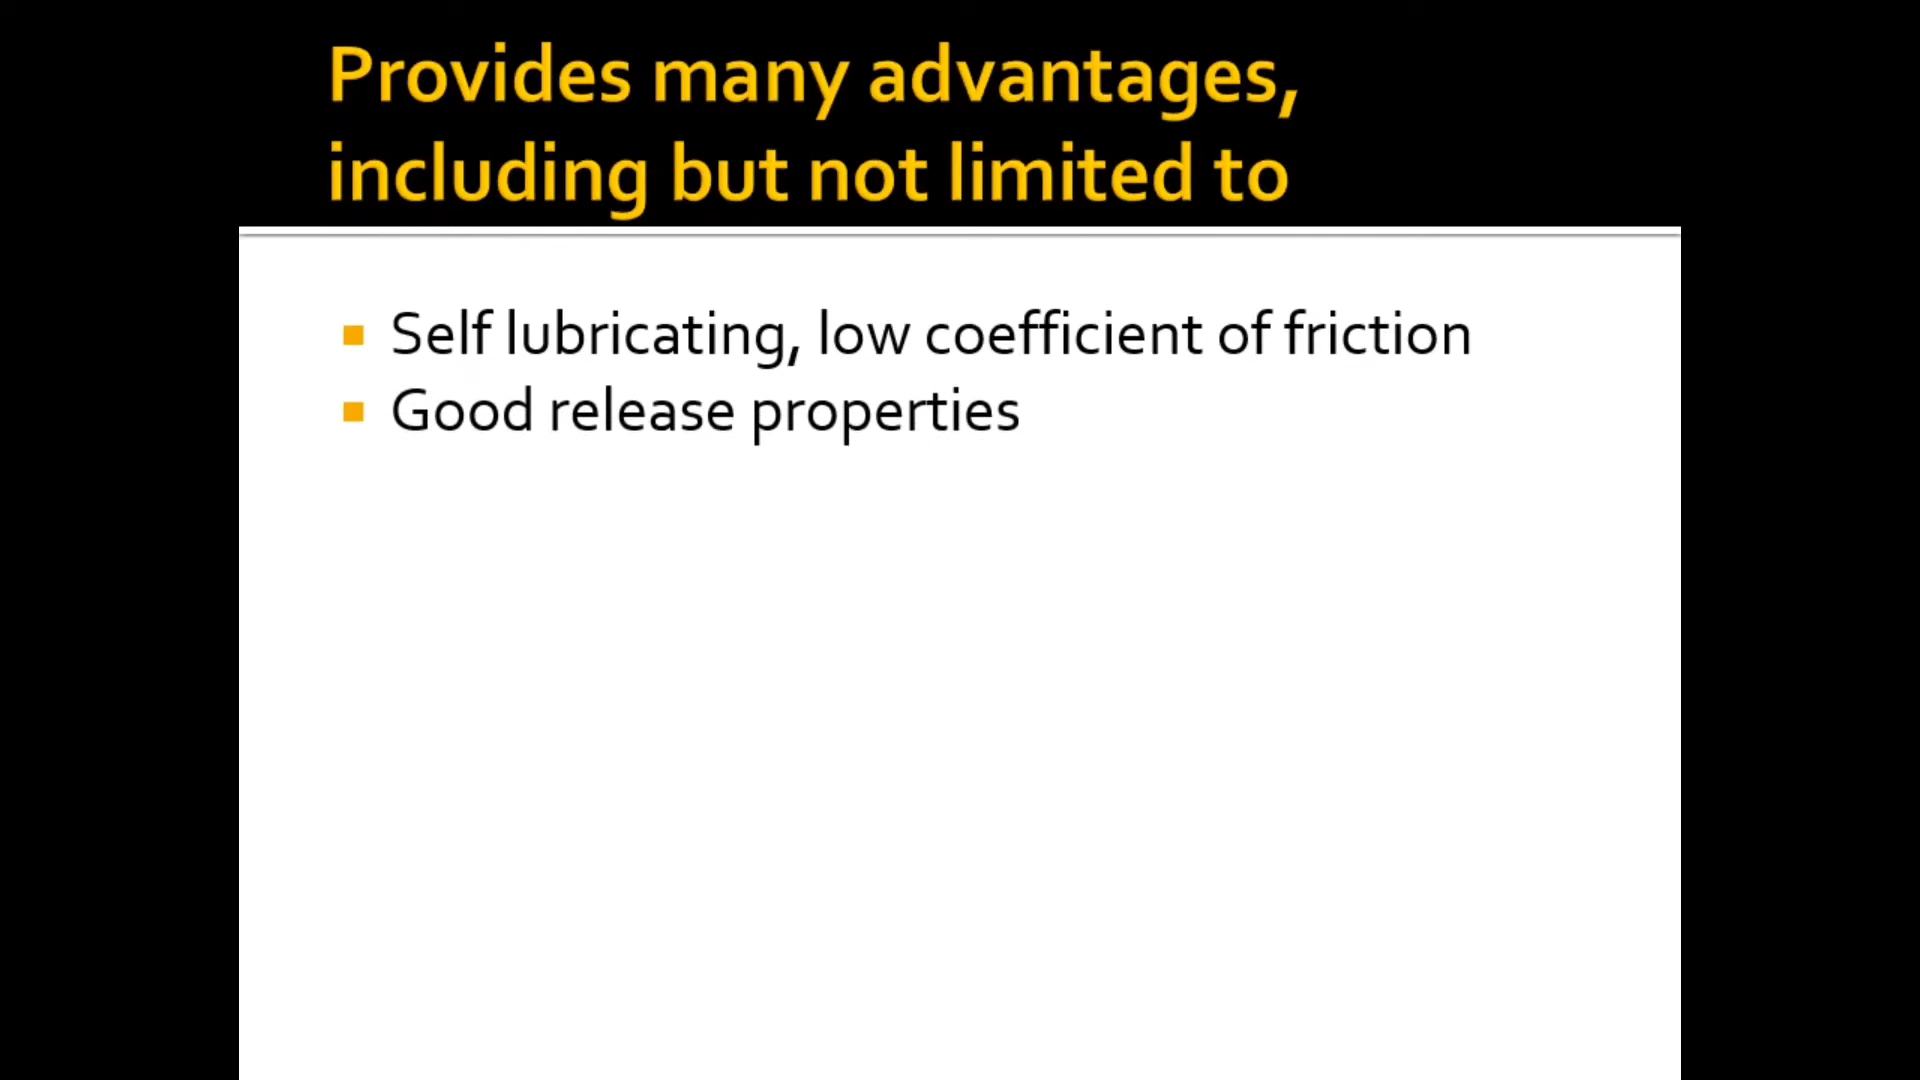 Provides many advantages,
including but not limited to
Self lubricating, low coefficient of friction
Good release properties